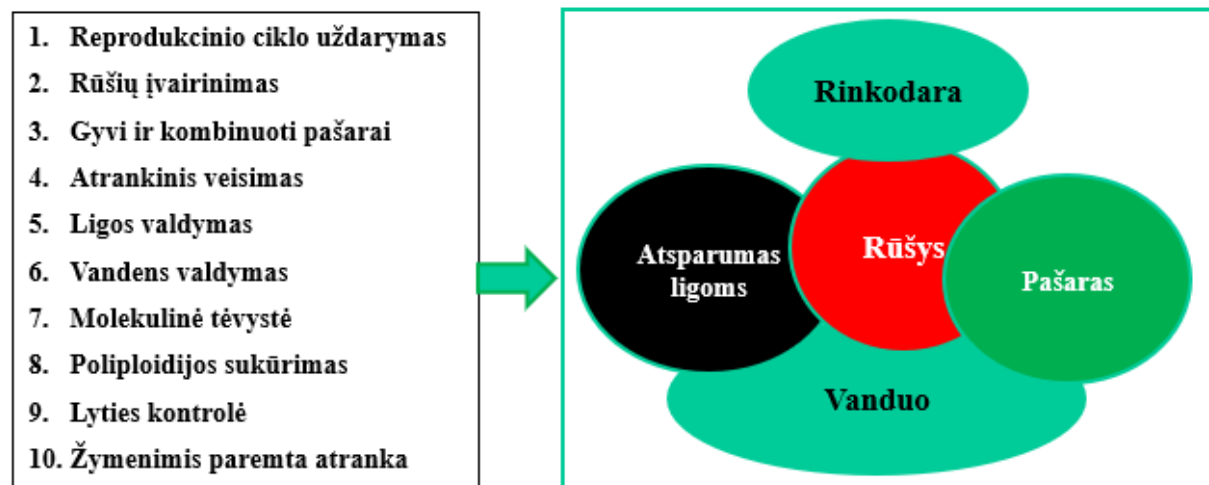 1. Reprodukcinio ciklo uždarymas
2. Rūšių įvairinimas
3. Gyvi ir kombinuoti pašarai
4. Atrankinis veisimas
5. Ligos valdymas
6. Vandens valdymas
7. Molekulinė tėvystė
8. Poliploidijos sukūrimas
9. Lyties kontrolė
10. Žymenimis paremta atranka
Rinkodara
Atsparumas
ligoms
Rūšys
Pašaras
Vanduo